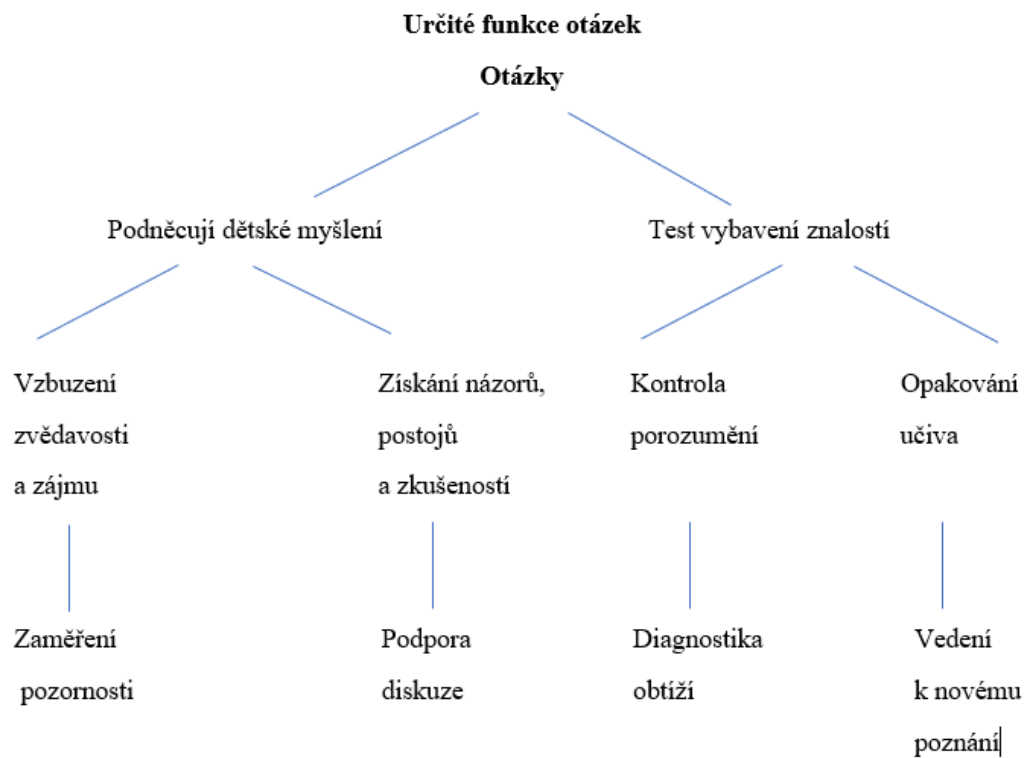 Určité funkce otázek
Otázky
Podněcují dětské myšlení
Test vybavení znalostí
Vzbuzení
zvědavosti
a zájmu
Získání názorů,
postojů
a zkušeností
Kontrola
porozumění
Opakování
učiva
Zaměření
pozornosti
Podpora
diskuze
Diagnostika
obtíží
Vedení
k novému
poznání